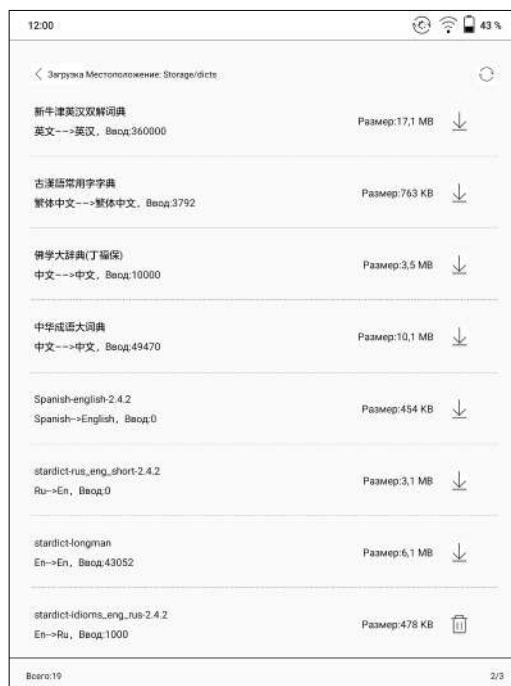 12:00
43 %
Загрузка Местоположение: Storage/dicts
新牛津英汉双解词典
英文-->英汉, Ввод:360000
Размер:17,1 MB
古漢語常用字字典
繁体中文-->繁体中文, Ввод:3792
Размер:763 KB
佛学大辞典(丁福保)
中文-->中文, Ввод:10000
Размер:3,5 MB
中华成语大词典
中文-->中文, Ввод:49470
Размер:10,1 MB
Spanish-english-2.4.2
Spanish-->English, Ввод:0
Размер:454 KB
stardict-rus_eng_short-2.4.2
Ru-->En, Ввод:0
Размер:3,1 MB
stardict-longman
En-->En, Ввод:43052
Размер:6,1 MB
stardict-idioms_eng_rus-2.4.2
En-->Ru, Ввод:1000
Размер:478 KB
Всего:19
2/3